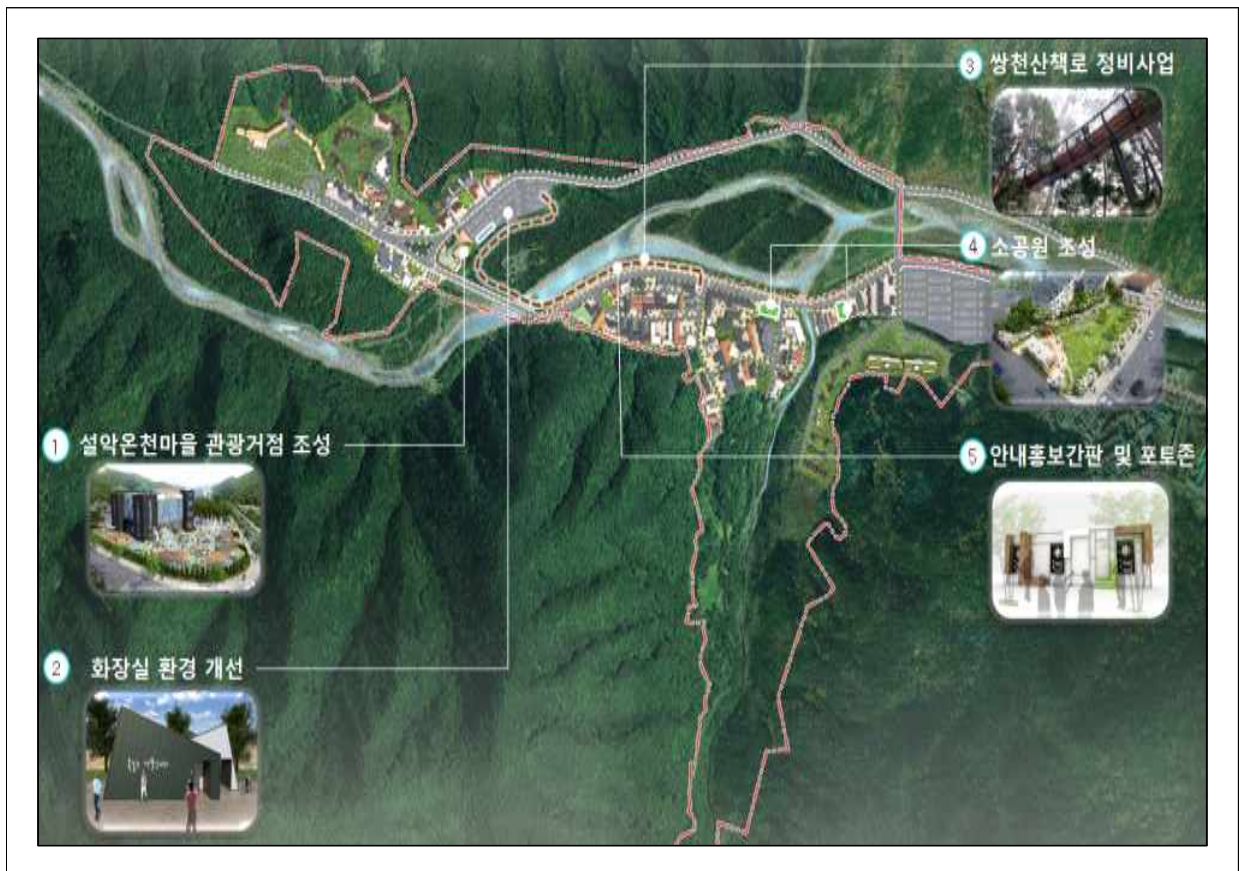 1 설악온천마을 관광거점 조성
2 화장실 환경 개선
3 쌍천산책로 정비사업
4 소공원 조성
5 안내홍보간판 및 포토존